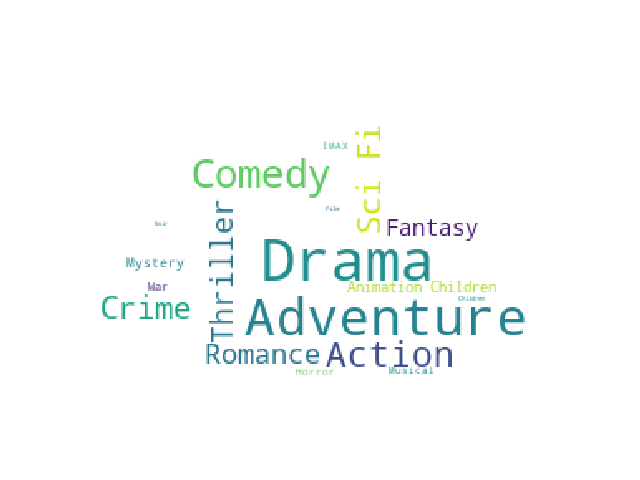 IMAX
Sci Fi
Comedy
Thriller
Film
Noir
Fantasy
Drama
Mystery
War
Animation Children
Children
Crime
Adventure
Romance
Action
Horror
Musical